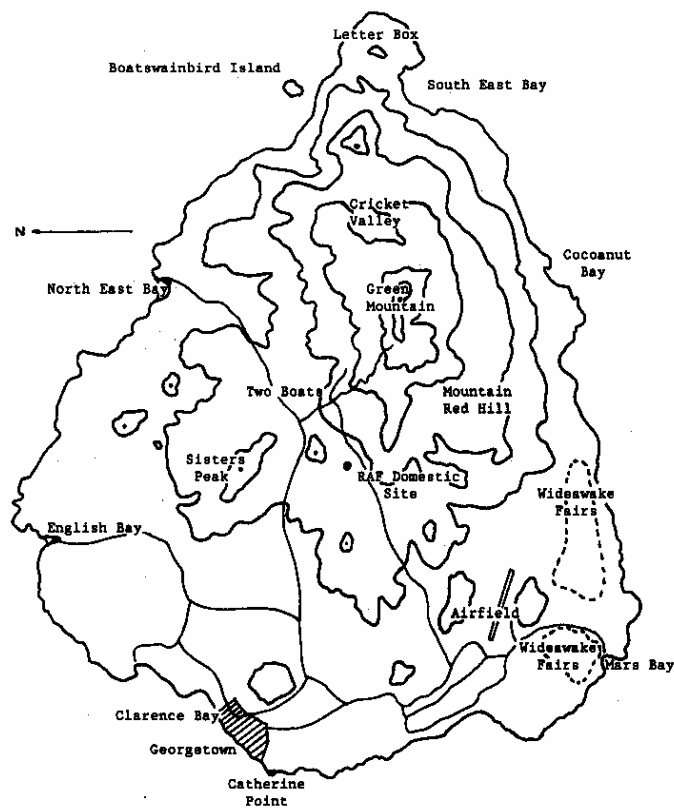 Letter Box
Boatswainbird Island
South East Bay
Cricket
Valley
N
Cocoanut
Bay
North East Bay
Green
Mountain
Two Boats
Mountain
Red Hill
Sisters
Peak
RAF Domestic
Site
Wideawake
Fairs
English Bay
Airfield
Wideawake
Fairs
Mars Bay
Clarence Bay
Georgetown
Catherine
Point